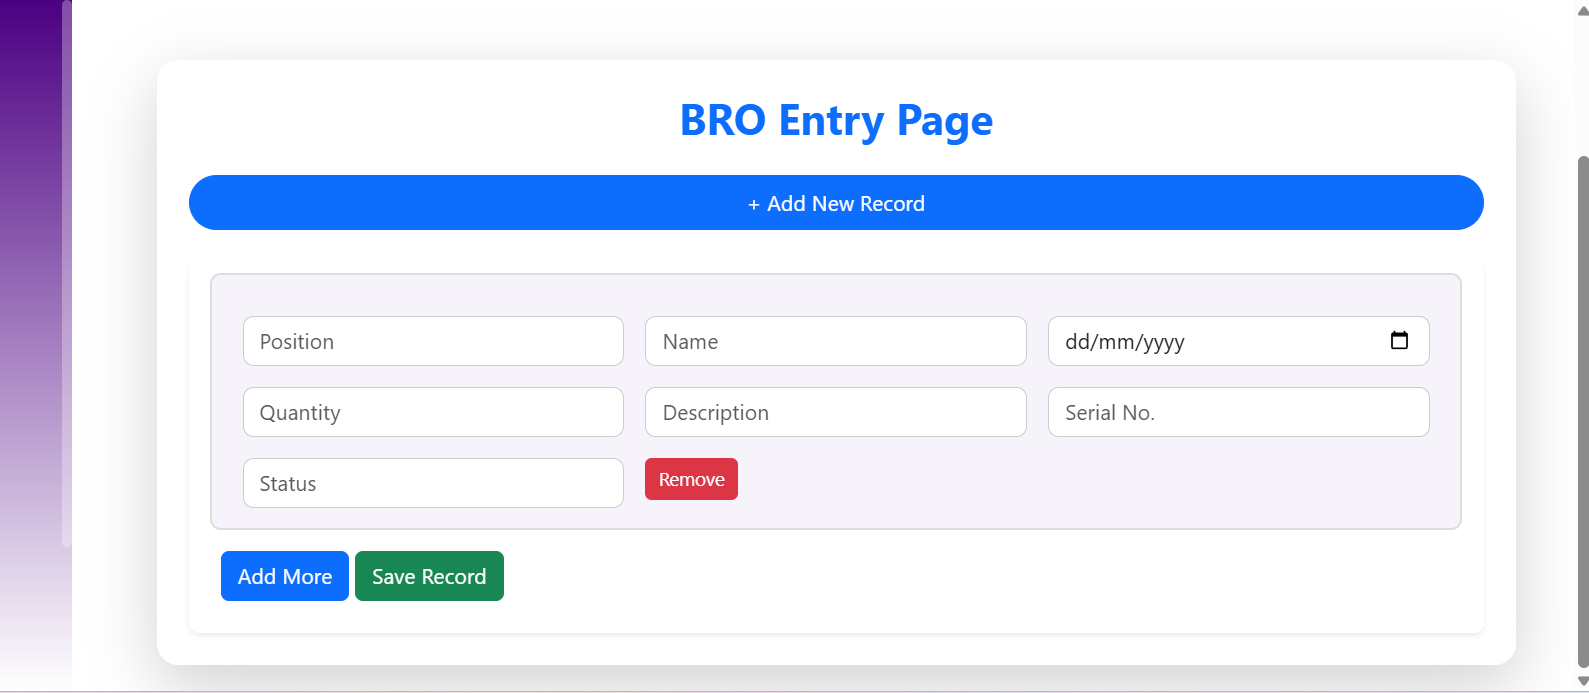 BRO Entry Page
+ Add New Record
Position Name dd/mm/yyyy
Quantity Description Serial No.
Status Remove
Add More Save Record